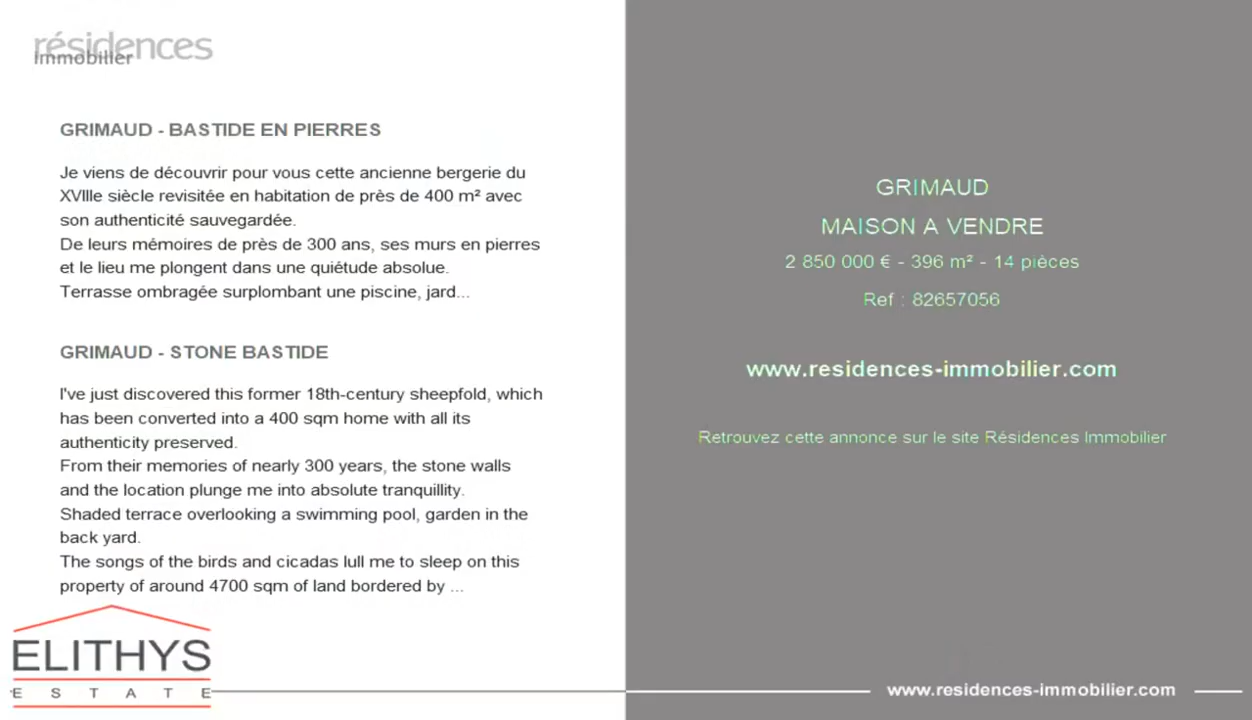 résidences
immobilier
GRIMAUD - BASTIDE EN PIERRES
Je viens de découvrir pour vous cette ancienne bergerie du
XVIIIe siècle revisitée en habitation de près de 400 m² avec
son authenticité sauvegardée.
De leurs mémoires de près de 300 ans, ses murs en pierres
et le lieu me plongent dans une quiétude absolue.
Terrasse ombragée surplombant une piscine, jard...
GRIMAUD - STONE BASTIDE
I've just discovered this former 18th-century sheepfold, which
has been converted into a 400 sqm home with all its
authenticity preserved.
From their memories of nearly 300 years, the stone walls
and the location plunge me into absolute tranquillity.
Shaded terrace overlooking a swimming pool, garden in the
back yard.
The songs of the birds and cicadas lull me to sleep on this
property of around 4700 sqm of land bordered by ...
ELITHYS
ESTATE
GRIMAUD
MAISON A VENDRE
2 850 000 € - 396 m² - 14 pièces
Ref : 82657056
www.residences-immobilier.com
Retrouvez cette annonce sur le site Résidences Immobilier
www.residences-immobilier.com